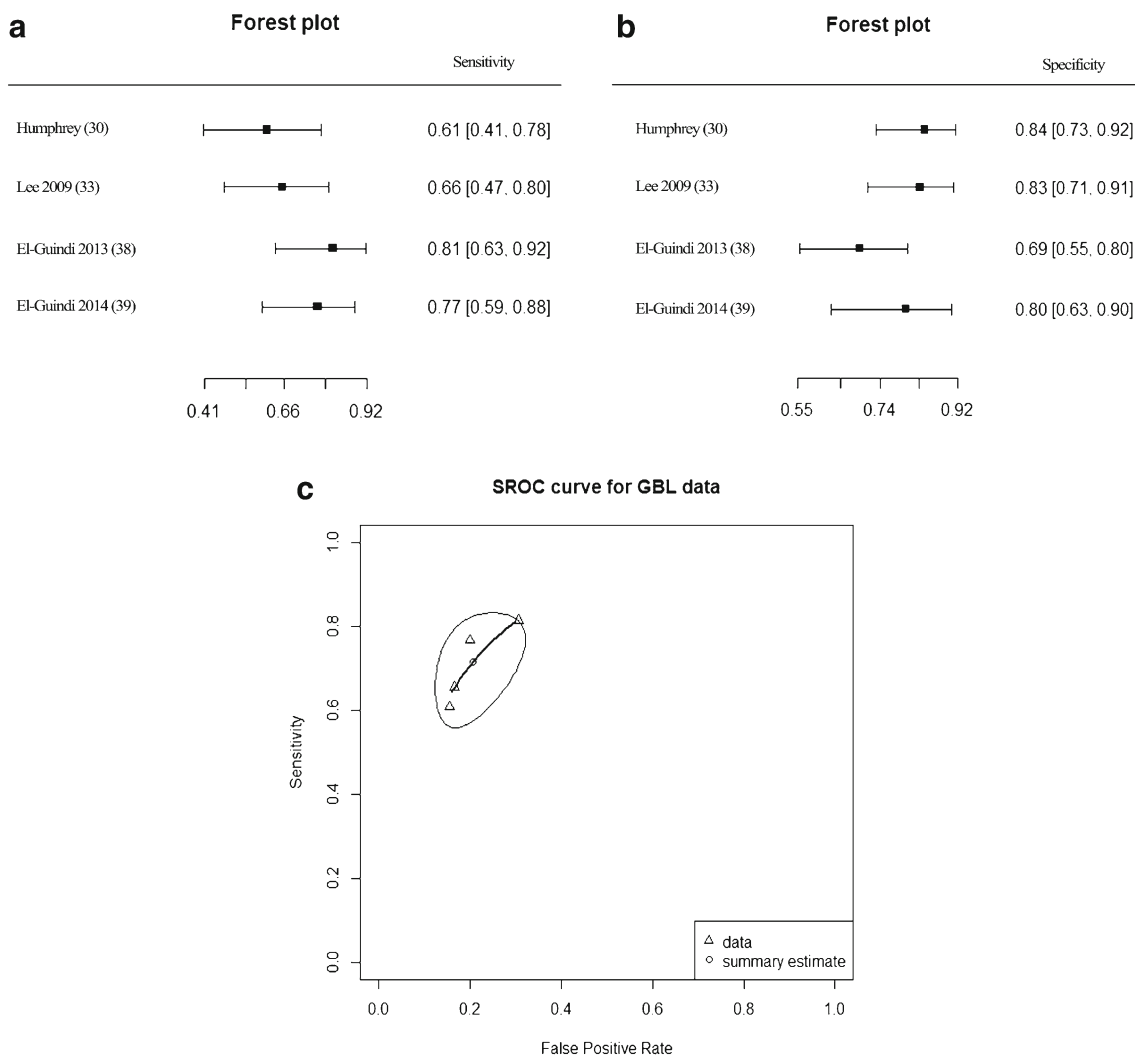 a
Forest plot
Sensitivity
Humphrey (30)
0.61 [0.41, 0.78]
Lee 2009 (33)
0.66 [0.47, 0.80]
El-Guindi 2013 (38)
0.81 [0.63, 0.92]
El-Guindi 2014 (39)
0.77 [0.59, 0.88]
0.41 0.66 0.92
b
Forest plot
Specificity
Humphrey (30)
0.84 [0.73, 0.92]
Lee 2009 (33)
0.83 [0.71, 0.91]
El-Guindi 2013 (38)
0.69 [0.55, 0.80]
El-Guindi 2014 (39)
0.80 [0.63, 0.90]
0.55 0.74 0.92
c
SROC curve for GBL data
Sensitivity
1.0
0.8
0.6
0.4
0.2
0.0
data
summary estimate
0.0 0.2 0.4 0.6 0.8 1.0
False Positive Rate